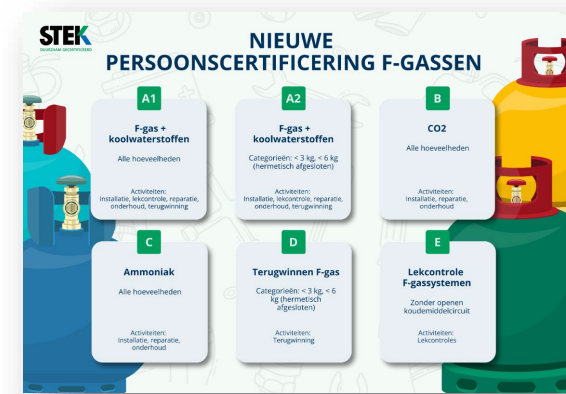 STEK
DUURZAAM GECERTIFICEERD
NIEUWE
PERSOONSCERTIFICERING F-GASSEN
A1
F-gas +
koolwaterstoffen
Alle hoeveelheden
Activiteiten:
Installatie, lekcontrole, reparatie,
onderhoud, terugwinning
A2
F-gas +
koolwaterstoffen
Categorieën: < 3 kg, < 6 kg
(hermetisch afgesloten)
Activiteiten:
Installatie, lekcontrole, reparatie,
onderhoud, terugwinning
B
CO2
Alle hoeveelheden
Activiteiten:
Installatie, reparatie,
onderhoud
C
Ammoniak
Alle hoeveelheden
Activiteiten:
Installatie, reparatie,
onderhoud
D
Terugwinnen F-gas
Categorieën: < 3 kg, < 6
kg (hermetisch
afgesloten)
Activiteiten:
Terugwinning
E
Lekcontrole
F-gassystemen
Zonder openen
koudemiddelcircuit
Activiteiten:
Lekcontroles